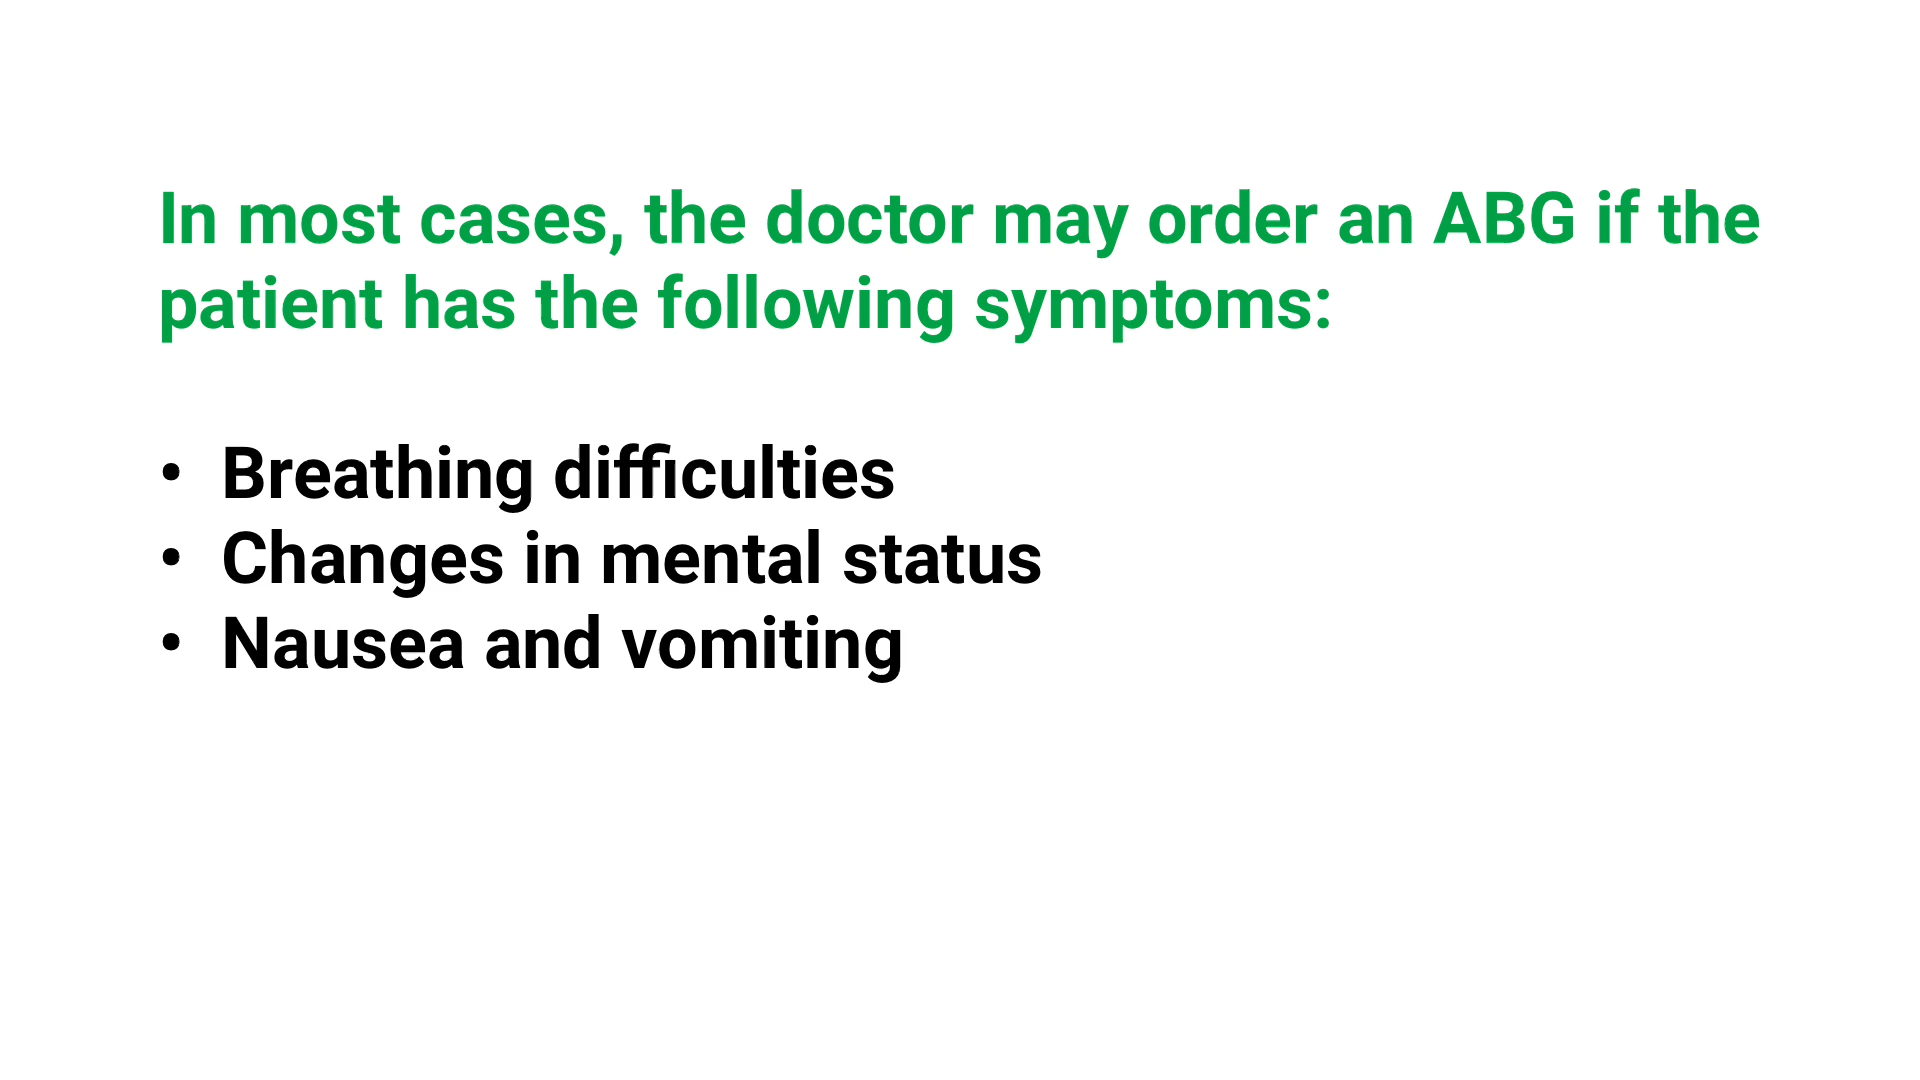 In most cases, the doctor may order an ABG if the
patient has the following symptoms:
• Breathing difficulties
• Changes in mental status
• Nausea and vomiting